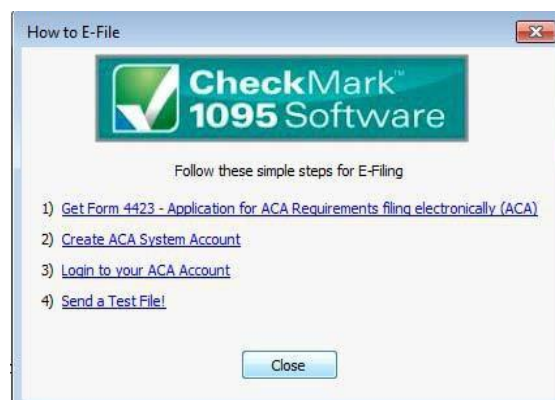 How to E-File
CheckMark™
1095 Software
Follow these simple steps for E-Filing
1) Get Form 4423 - Application for ACA Requirements filing electronically (ACA)
2) Create ACA System Account
3) Login to your ACA Account
4) Send a Test File!
Close